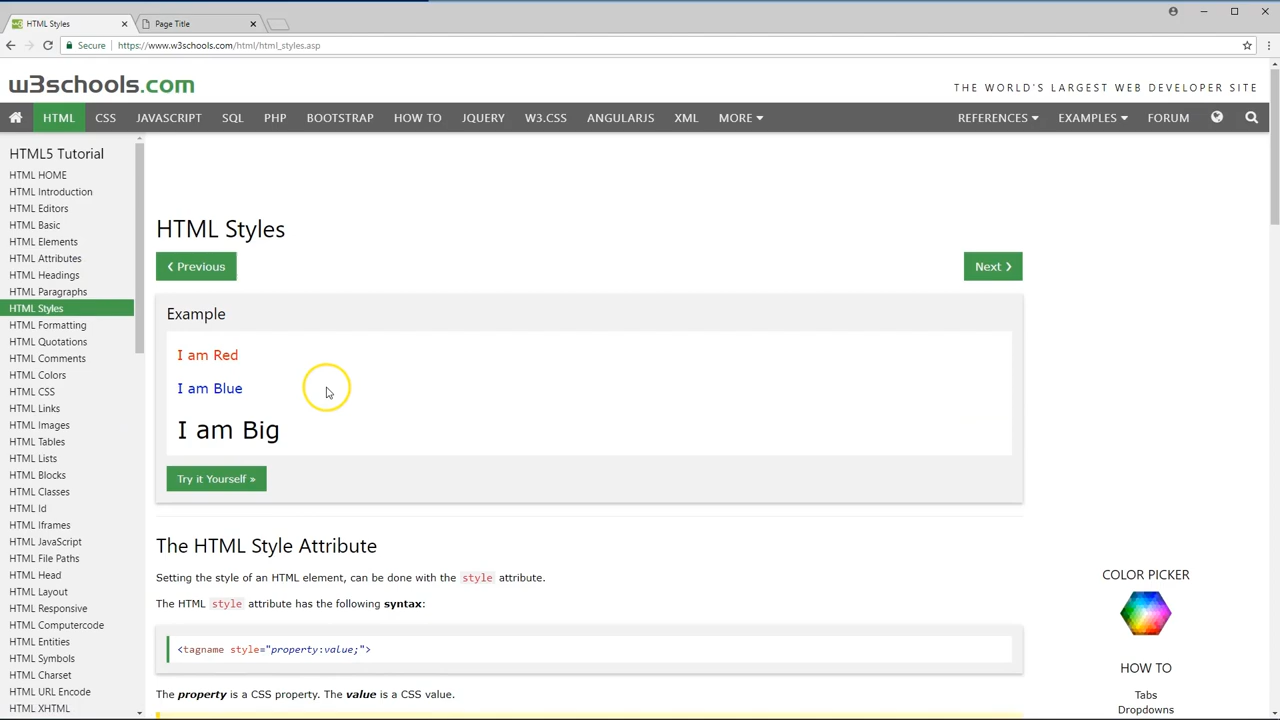 HTML Styles
Page Title
Secure https://www.w3schools.com/html/html_styles.asp
w3schools.com
THE WORLD'S LARGEST WEB DEVELOPER SITE
HTML CSS JAVASCRIPT SQL PHP BOOTSTRAP HOW TO JQUERY W3.CSS ANGULARJS XML MORE REFERENCES EXAMPLES FORUM
HTML5 Tutorial
HTML HOME
HTML Introduction
HTML Editors
HTML Basic
HTML Elements
HTML Attributes
HTML Headings
HTML Paragraphs
HTML Styles
HTML Formatting
HTML Quotations
HTML Comments
HTML Colors
HTML CSS
HTML Links
HTML Images
HTML Tables
HTML Lists
HTML Blocks
HTML Classes
HTML Id
HTML Iframes
HTML JavaScript
HTML File Paths
HTML Head
HTML Layout
HTML Responsive
HTML Computercode
HTML Entities
HTML Symbols
HTML Charset
HTML URL Encode
HTML XHTML
HTML Styles
❮ Previous
Next ❯
Example
I am Red
I am Blue
I am Big
Try it Yourself »
The HTML Style Attribute
Setting the style of an HTML element, can be done with the style attribute.
The HTML style attribute has the following syntax:
<tagname style="property:value;">
The property is a CSS property. The value is a CSS value.
COLOR PICKER
HOW TO
Tabs
Dropdowns